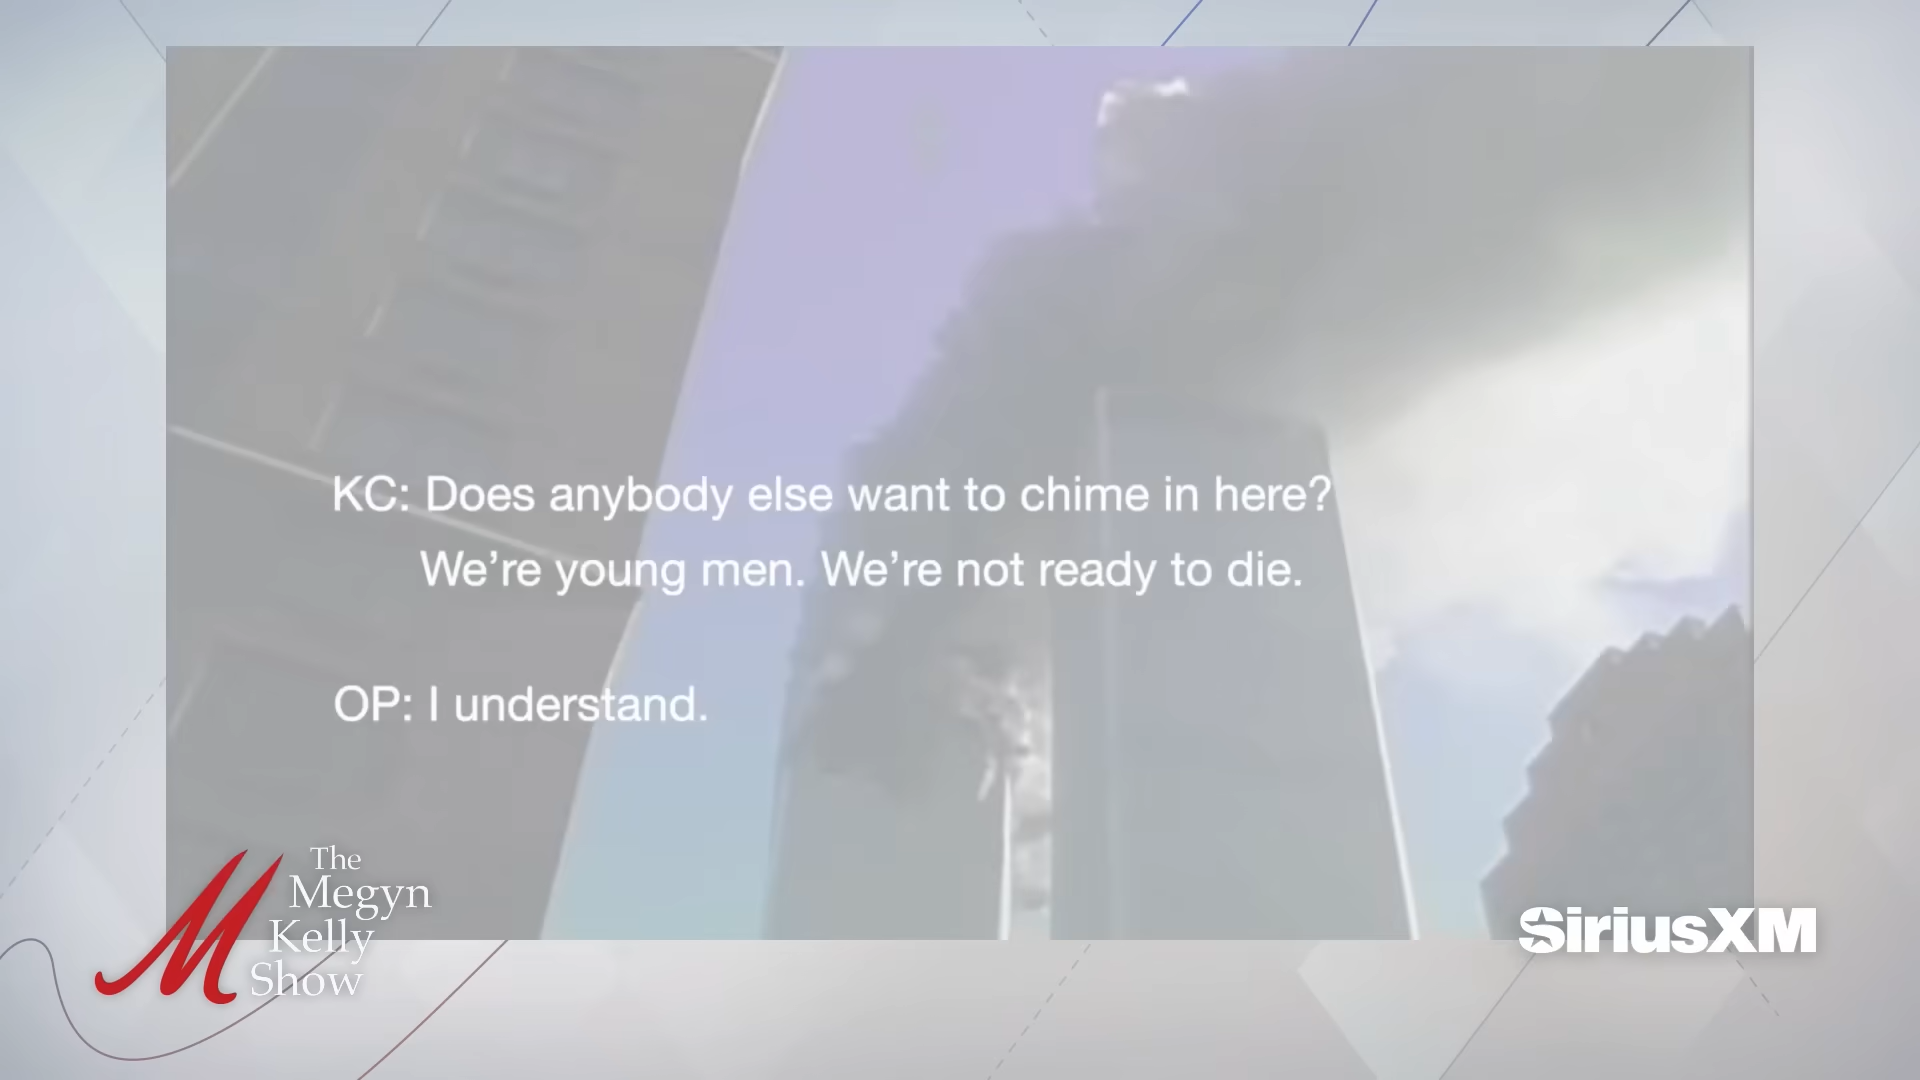 KC: Does anybody else want to chime in here?
We’re young men. We’re not ready to die.
OP: I understand.
The
Megyn
Kelly
Show
SiriusXM